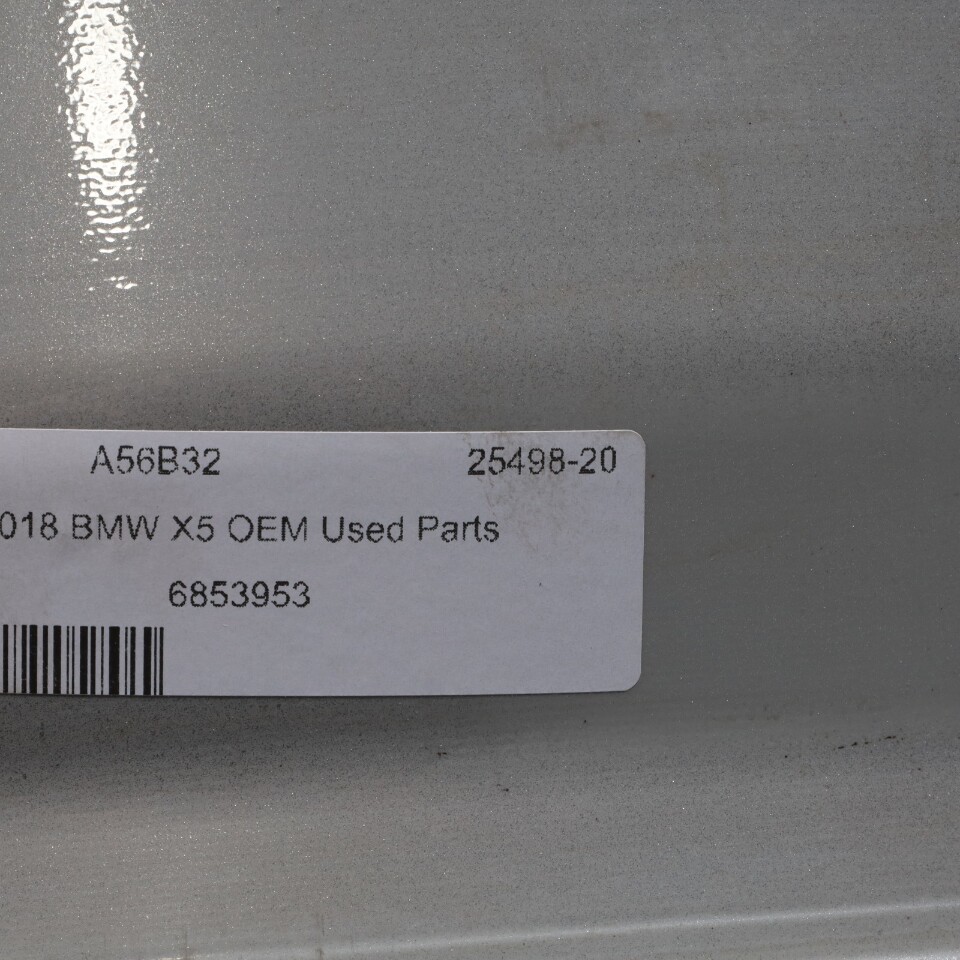 A56B32 25498-20
018 BMW X5 OEM Used Parts
6853953